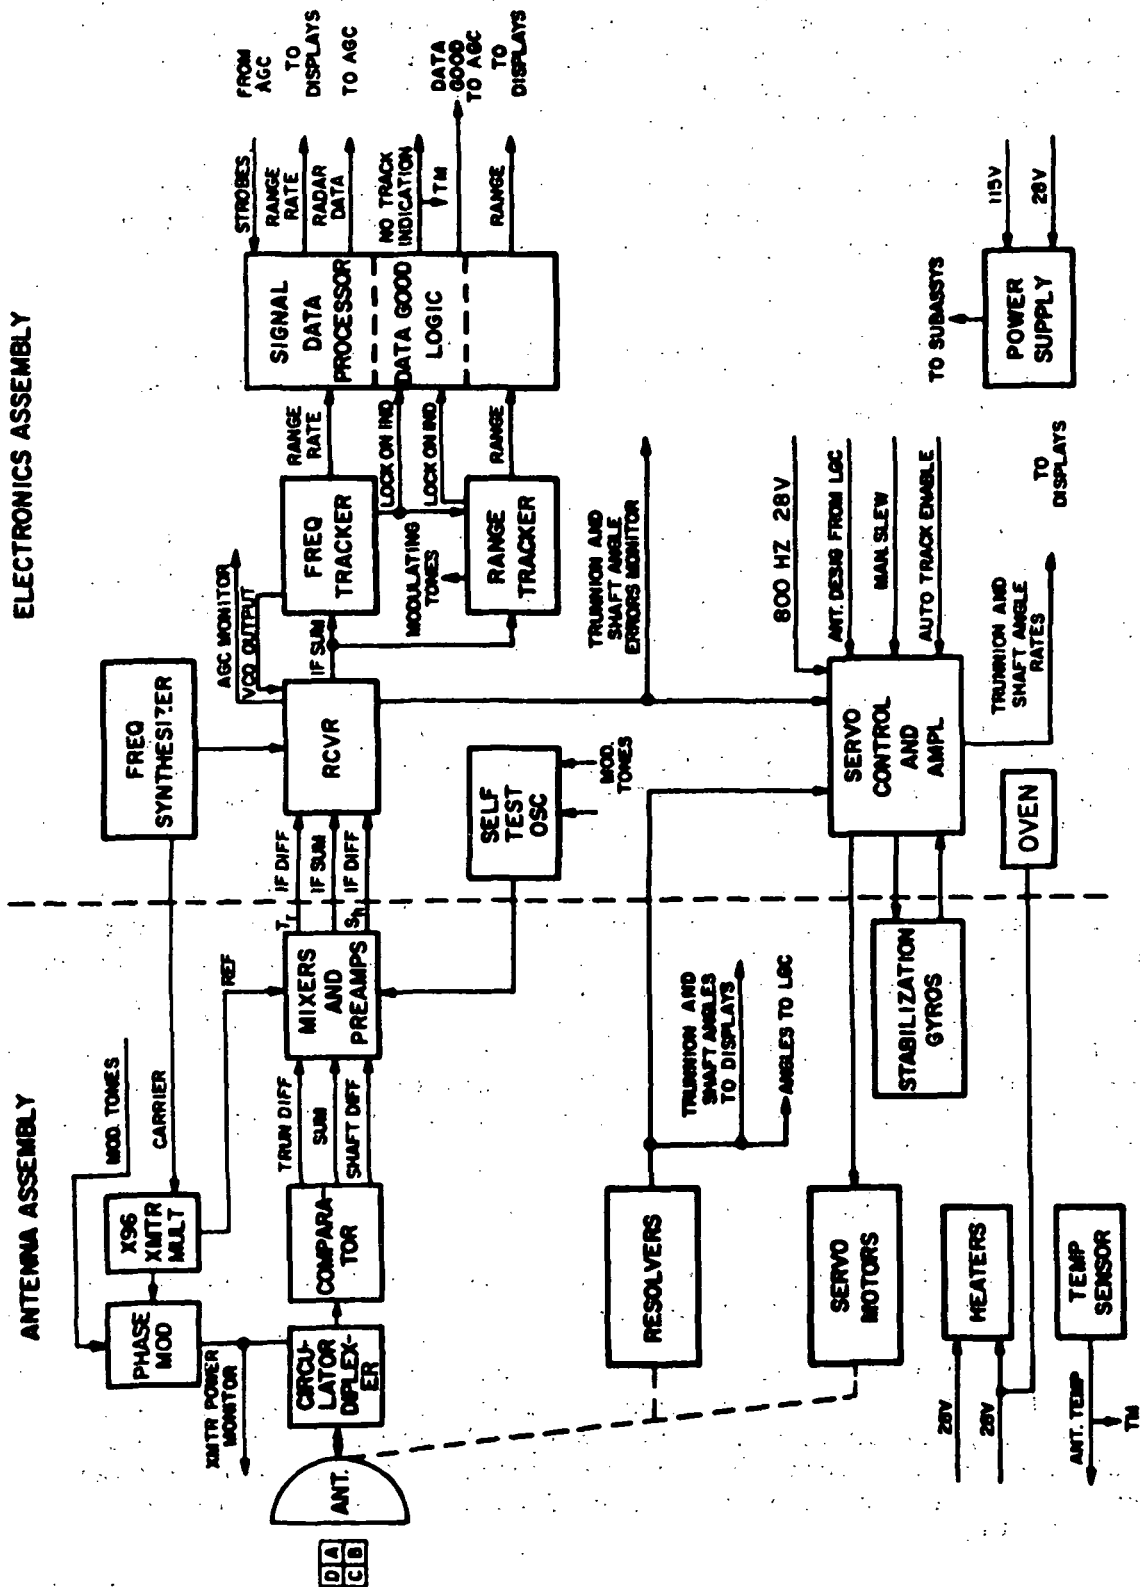 ANTENNA ASSEMBLY
ELECTRONICS ASSEMBLY
MOD. TONES
CARRIER
X96
XMTR
MULT
PHASE
MOD
REF
XMTR POWER
MONITOR
FREQ
SYNTHESIZER
AGC MONITOR
VCO OUTPUT
D A
C B
ANT.
CIRCU-
LATOR
DIPLEX-
ER
COMPARA-
TOR
TRUN DIFF
SUM
SHAFT DIFF
MIXERS
AND
PREAMPS
Tr
IF DIFF
IF SUM
Sh
IF DIFF
RCVR
IF SUM
FREQ
TRACKER
RANGE
RATE
LOCK ON IND
LOCK ON IND
RANGE
MODULATING
TONES
RANGE
TRACKER
SIGNAL
DATA
PROCESSOR
DATA GOOD
LOGIC
STROBES
RANGE
RATE
RADAR
DATA
NO TRACK
INDICATION
TM
RANGE
FROM
AGC
TO
DISPLAYS
TO AGC
DATA
GOOD
TO AGC
TO
DISPLAYS
SELF
TEST
OSC
MOD.
TONES
TRUNNION AND
SHAFT ANGLE
ERRORS MONITOR
RESOLVERS
TRUNNION AND
SHAFT ANGLES
TO DISPLAYS
ANGLES TO LGC
SERVO
MOTORS
STABILIZATION
GYROS
SERVO
CONTROL
AND
AMPL
800 HZ 28V
ANT. DESIG FROM LGC
MAN. SLEW
AUTO TRACK ENABLE
TRUNNION AND
SHAFT ANGLE
RATES
TO
DISPLAYS
28V
28V
HEATERS
OVEN
ANT. TEMP
TM
TEMP
SENSOR
TO SUBASSYS
POWER
SUPPLY
115V
28V